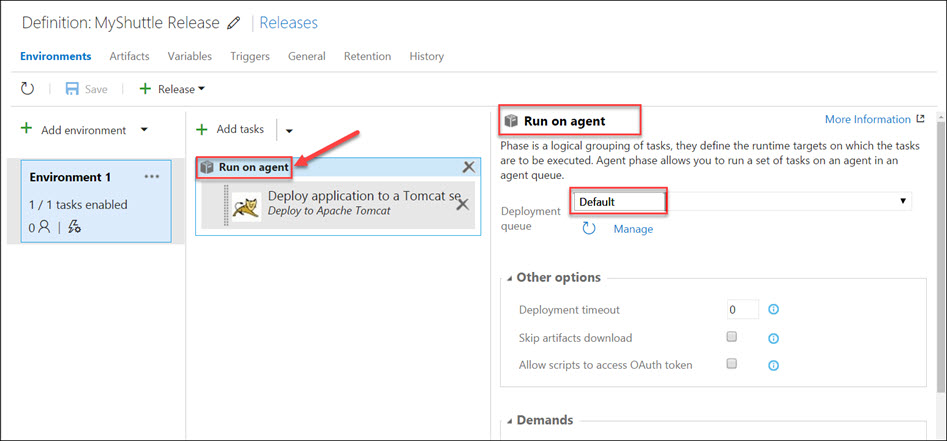 Definition: MyShuttle Release Releases
Environments Artifacts Variables Triggers General Retention History
Save Release
Add environment
Environment 1
1 / 1 tasks enabled
0
Add tasks
Run on agent
Deploy application to a Tomcat se
Deploy to Apache Tomcat
Run on agent
More Information
Phase is a logical grouping of tasks, they define the runtime targets on which the tasks
are to be executed. Agent phase allows you to run a set of tasks on an agent in an
agent queue.
Deployment
queue
Default
Manage
Other options
Deployment timeout 0
Skip artifacts download
Allow scripts to access OAuth token
Demands